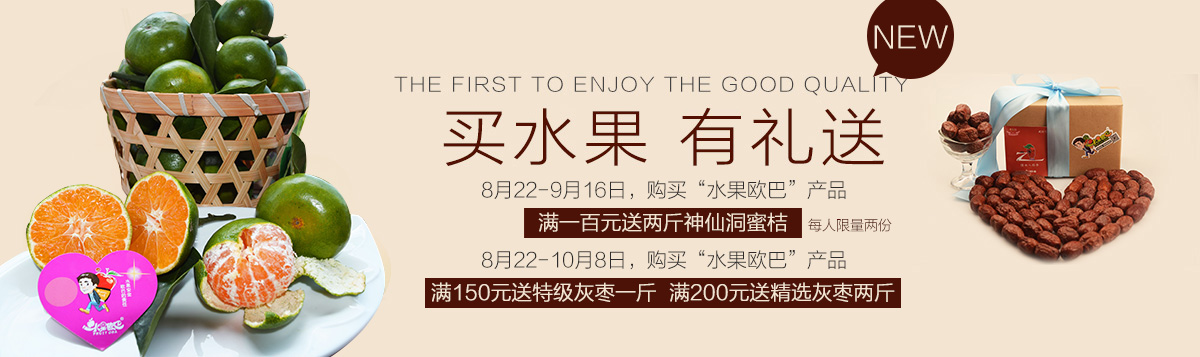 NEW
THE FIRST TO ENJOY THE GOOD QUALITY
买水果 有礼送
8月22-9月16日，购买“水果欧巴”产品
满一百元送两斤神仙洞蜜桔 每人限量两份
8月22-10月8日，购买“水果欧巴”产品
满150元送特级灰枣一斤 满200元送精选灰枣两斤